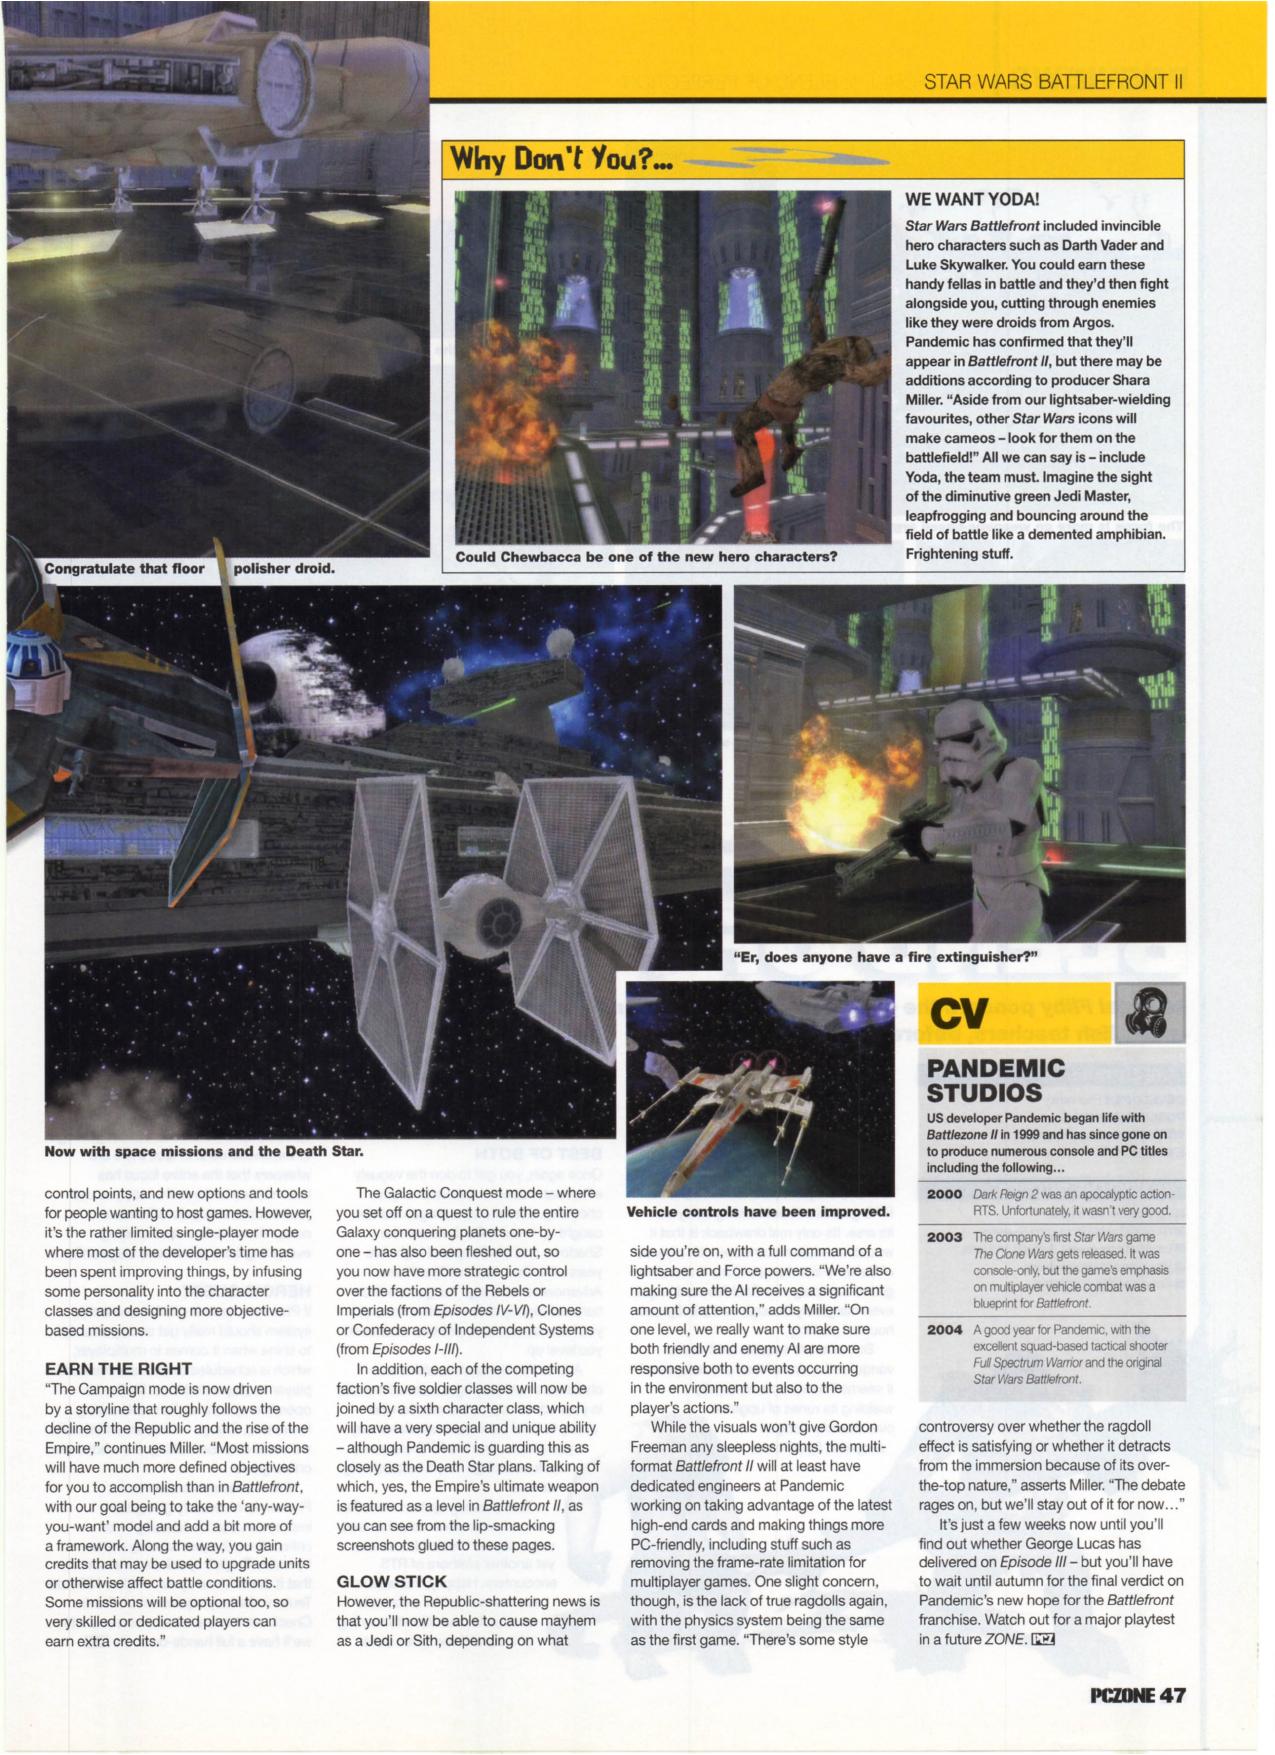 STAR WARS BATTLEFRONT II
Why Don't You?...
WE WANT YODA!
Star Wars Battlefront included invincible
hero characters such as Darth Vader and
Luke Skywalker. You could earn these
handy fellas in battle and they'd then fight
alongside you, cutting through enemies
like they were droids from Argos.
Pandemic has confirmed that they'll
appear in Battlefront II, but there may be
additions according to producer Shara
Miller. “Aside from our lightsaber-wielding
favourites, other Star Wars icons will
make cameos – look for them on the
battlefield!” All we can say is – include
Yoda, the team must. Imagine the sight
of the diminutive green Jedi Master,
leapfrogging and bouncing around the
field of battle like a demented amphibian.
Frightening stuff.
Could Chewbacca be one of the new hero characters?
Congratulate that floor polisher droid.
“Er, does anyone have a fire extinguisher?”
Now with space missions and the Death Star.
Vehicle controls have been improved.
control points, and new options and tools
for people wanting to host games. However,
it's the rather limited single-player mode
where most of the developer's time has
been spent improving things, by infusing
some personality into the character
classes and designing more objective-
based missions.
EARN THE RIGHT
“The Campaign mode is now driven
by a storyline that roughly follows the
decline of the Republic and the rise of the
Empire,” continues Miller. “Most missions
will have much more defined objectives
for you to accomplish than in Battlefront,
with our goal being to take the ‘any-way-
you-want’ model and add a bit more of
a framework. Along the way, you gain
credits that may be used to upgrade units
or otherwise affect battle conditions.
Some missions will be optional too, so
very skilled or dedicated players can
earn extra credits.”
The Galactic Conquest mode – where
you set off on a quest to rule the entire
Galaxy conquering planets one-by-
one – has also been fleshed out, so
you now have more strategic control
over the factions of the Rebels or
Imperials (from Episodes IV-VI), Clones
or Confederacy of Independent Systems
(from Episodes I-III).
In addition, each of the competing
faction's five soldier classes will now be
joined by a sixth character class, which
will have a very special and unique ability
– although Pandemic is guarding this as
closely as the Death Star plans. Talking of
which, yes, the Empire's ultimate weapon
is featured as a level in Battlefront II, as
you can see from the lip-smacking
screenshots glued to these pages.
GLOW STICK
However, the Republic-shattering news is
that you'll now be able to cause mayhem
as a Jedi or Sith, depending on what
side you're on, with a full command of a
lightsaber and Force powers. “We're also
making sure the AI receives a significant
amount of attention,” adds Miller. “On
one level, we really want to make sure
both friendly and enemy AI are more
responsive both to events occurring
in the environment but also to the
player's actions.”
While the visuals won't give Gordon
Freeman any sleepless nights, the multi-
format Battlefront II will at least have
dedicated engineers at Pandemic
working on taking advantage of the latest
high-end cards and making things more
PC-friendly, including stuff such as
removing the frame-rate limitation for
multiplayer games. One slight concern,
though, is the lack of true ragdolls again,
with the physics system being the same
as the first game. “There's some style
CV
PANDEMIC
STUDIOS
US developer Pandemic began life with
Battlezone II in 1999 and has since gone on
to produce numerous console and PC titles
including the following...
2000 Dark Reign 2 was an apocalyptic action-
RTS. Unfortunately, it wasn't very good.
2003 The company's first Star Wars game
The Clone Wars gets released. It was
console-only, but the game's emphasis
on multiplayer vehicle combat was a
blueprint for Battlefront.
2004 A good year for Pandemic, with the
excellent squad-based tactical shooter
Full Spectrum Warrior and the original
Star Wars Battlefront.
controversy over whether the ragdoll
effect is satisfying or whether it detracts
from the immersion because of its over-
the-top nature,” asserts Miller. “The debate
rages on, but we'll stay out of it for now...”
It's just a few weeks now until you'll
find out whether George Lucas has
delivered on Episode III – but you'll have
to wait until autumn for the final verdict on
Pandemic's new hope for the Battlefront
franchise. Watch out for a major playtest
in a future ZONE. PCZ
PCZONE 47